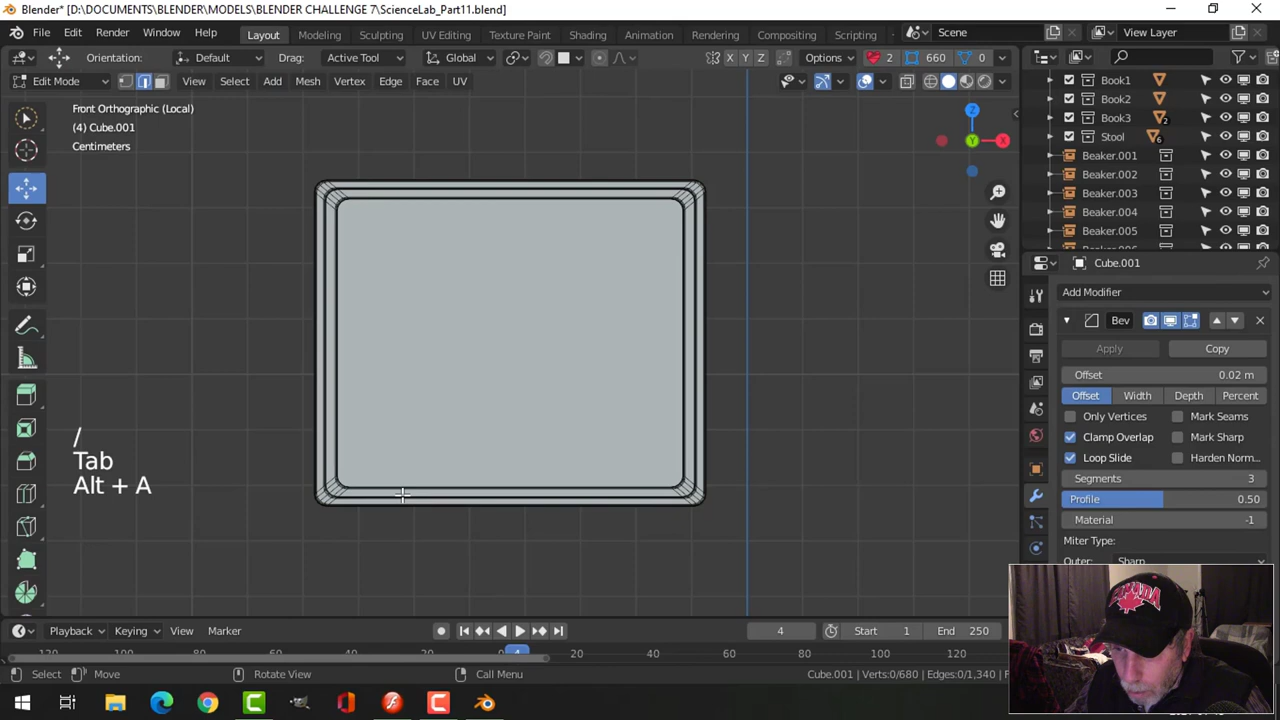 Blender* [D:\DOCUMENTS\BLENDER\MODELS\BLENDER CHALLENGE 7\ScienceLab_Part11.blend]
File Edit Render Window Help Layout Modeling Sculpting UV Editing Texture Paint Shading Animation Rendering Compositing Scripting Scene View Layer
Orientation: Default Drag: Active Tool Global X Y Z Options 2 660 0
Edit Mode View Select Add Mesh Vertex Edge Face UV
Front Orthographic (Local)
(4) Cube.001
Centimeters
Z
Y
X
Book1
Book2
Book3 2
Stool 6
Beaker.001
Beaker.002
Beaker.003
Beaker.004
Beaker.005
Cube.001
Add Modifier
Bev
Apply Copy
Offset 0.02 m
Offset Width Depth Percent
Only Vertices Mark Seams
Clamp Overlap Mark Sharp
Loop Slide Harden Norm...
Segments 3
Profile 0.50
Material -1
Miter Type:
Outer: Sharp
/
Tab
Alt + A
Playback Keying View Marker 4 Start 1 End 250
20 40 60 80 100 120
4
Select Move Rotate View Call Menu Cube.001 | Verts:0/680 | Edges:0/1,340 |
CANADA